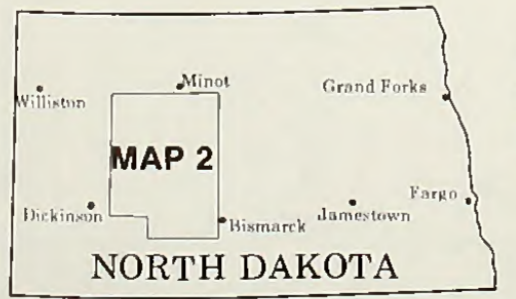 Minot
Williston
Grand Forks
MAP 2
Dickinson
Bismarck
Jamestown
Fargo
NORTH DAKOTA